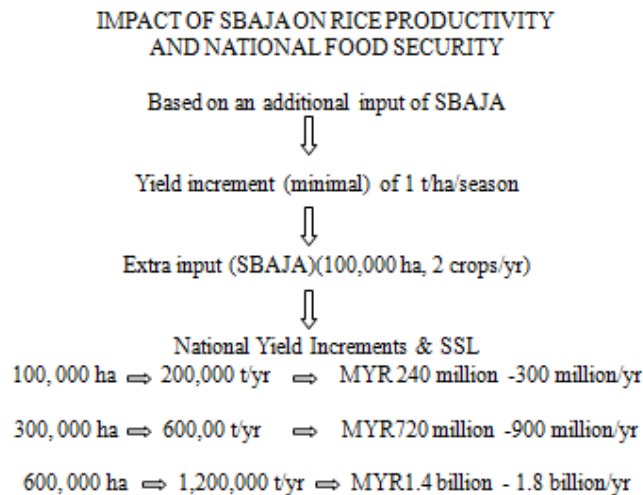 IMPACT OF SBAJA ON RICE PRODUCTIVITY
AND NATIONAL FOOD SECURITY
Based on an additional input of SBAJA
⇩
Yield increment (minimal) of 1 t/ha/season
⇩
Extra input (SBAJA)(100,000 ha, 2 crops/yr)
⇩
National Yield Increments & SSL
100, 000 ha ⇨ 200,000 t/yr ⇨ MYR 240 million -300 million/yr
300, 000 ha ⇨ 600,00 t/yr ⇨ MYR720 million -900 million/yr
600, 000 ha ⇨ 1,200,000 t/yr ⇨ MYR1.4 billion - 1.8 billion/yr